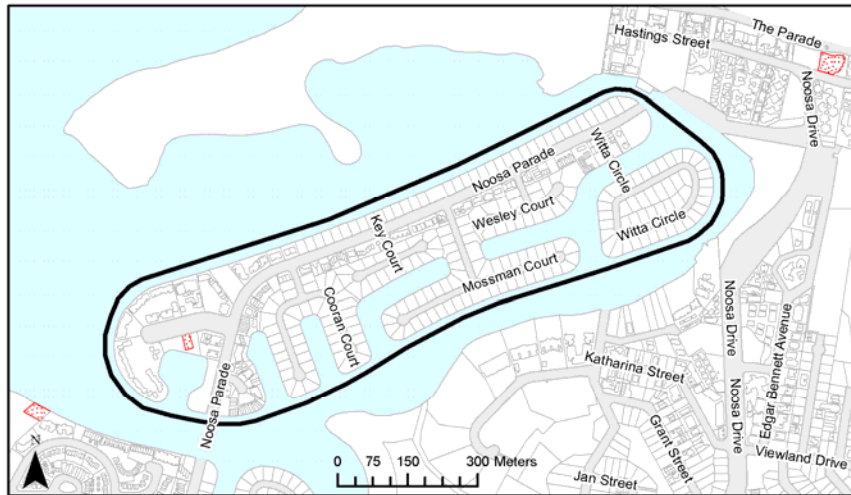 The Parade
Hastings Street
Noosa Drive
Noosa Parade
Witta Circle
Wesley Court
Key Court
Witta Circle
Mossman Court
Cooran Court
Noosa Drive
Edgar Bennett Avenue
Katharina Street
Noosa Parade
Noosa Drive
Grant Street
Viewland Drive
N
0 75 150 300 Meters
Jan Street